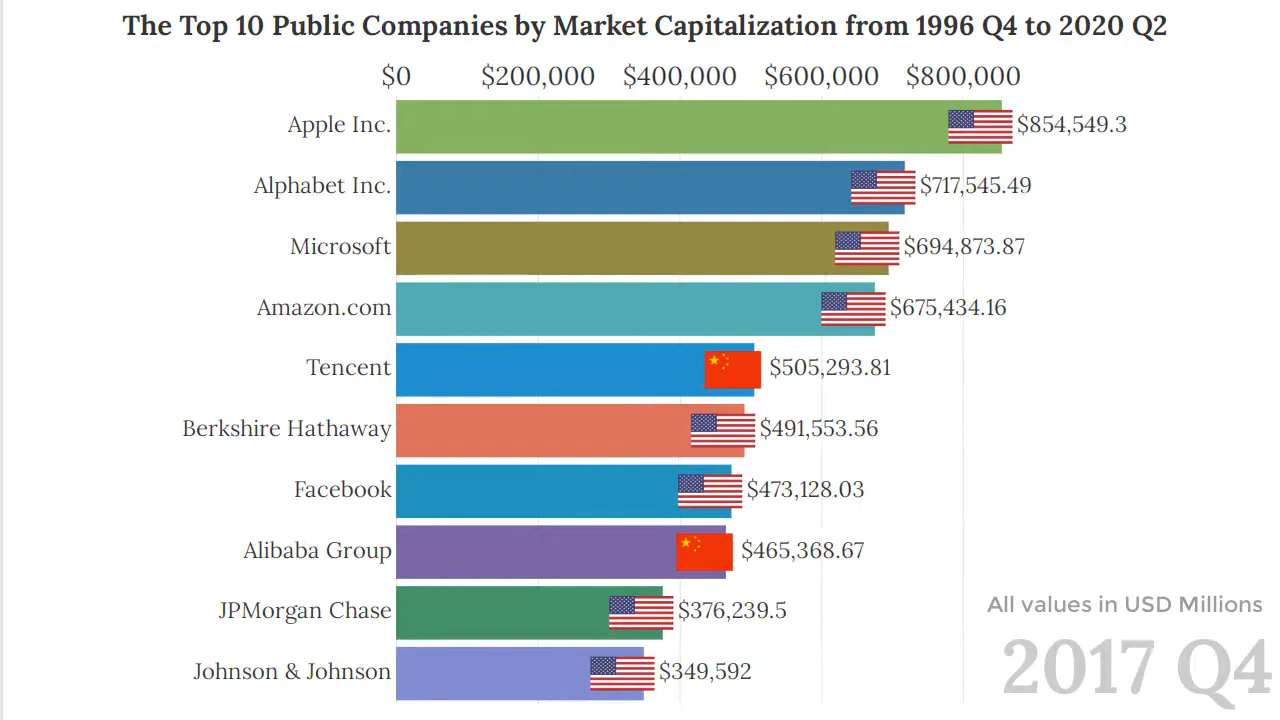 The Top 10 Public Companies by Market Capitalization from 1996 Q4 to 2020 Q2
$0 $200,000 $400,000 $600,000 $800,000
Apple Inc. $854,549.3
Alphabet Inc. $717,545.49
Microsoft $694,873.87
Amazon.com $675,434.16
Tencent $505,293.81
Berkshire Hathaway $491,553.56
Facebook $473,128.03
Alibaba Group $465,368.67
JPMorgan Chase $376,239.5
All values in USD Millions
Johnson & Johnson $349,592
2017 Q4